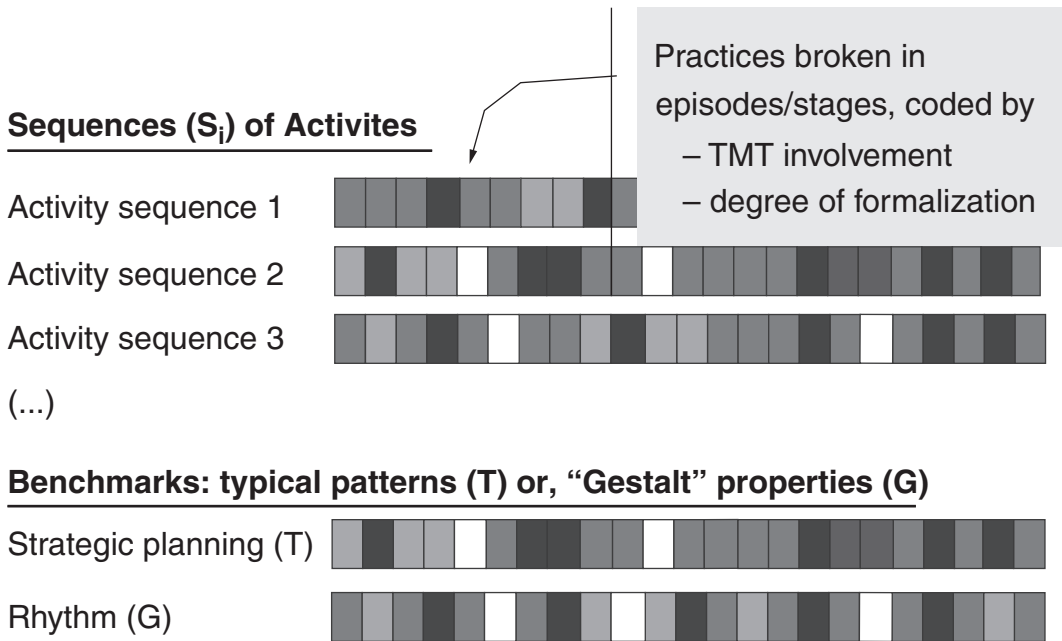 Practices broken in
episodes/stages, coded by
– TMT involvement
– degree of formalization
Sequences (Si) of Activites
Activity sequence 1
Activity sequence 2
Activity sequence 3
(...)
Benchmarks: typical patterns (T) or, “Gestalt” properties (G)
Strategic planning (T)
Rhythm (G)